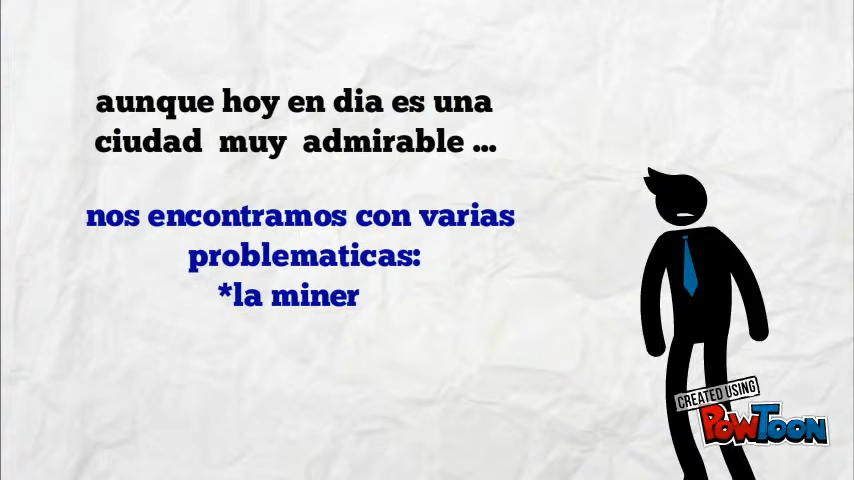 aunque hoy en dia es una
ciudad muy admirable ...
nos encontramos con varias
problematicas:
*la miner
CREATED USING
PowToon